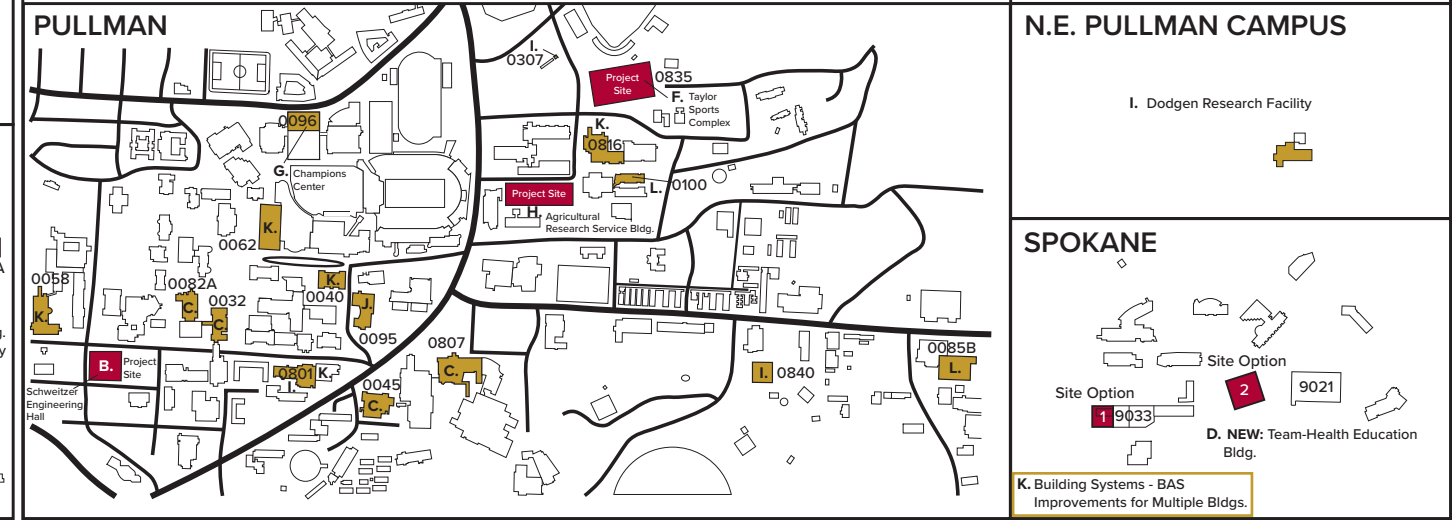 PULLMAN
I.
0307
Project
Site
0835
F. Taylor
Sports
Complex
0096
K.
0816
G. Champions
Center
L. 0100
Project Site
H. Agricultural
Research Service Bldg.
K.
0062
0058
K.
0082A
C.
0032
C.
K.
0040
J.
0095
0807
C.
0085B
L.
B.
Project
Site
0801
K.
I.
0045
C.
I. 0840
Schweitzer
Engineering
Hall
A
g.
y
N.E. PULLMAN CAMPUS
I. Dodgen Research Facility
SPOKANE
Site Option
2
9021
Site Option
1
9033
D. NEW: Team-Health Education
Bldg.
K. Building Systems - BAS
Improvements for Multiple Bldgs.